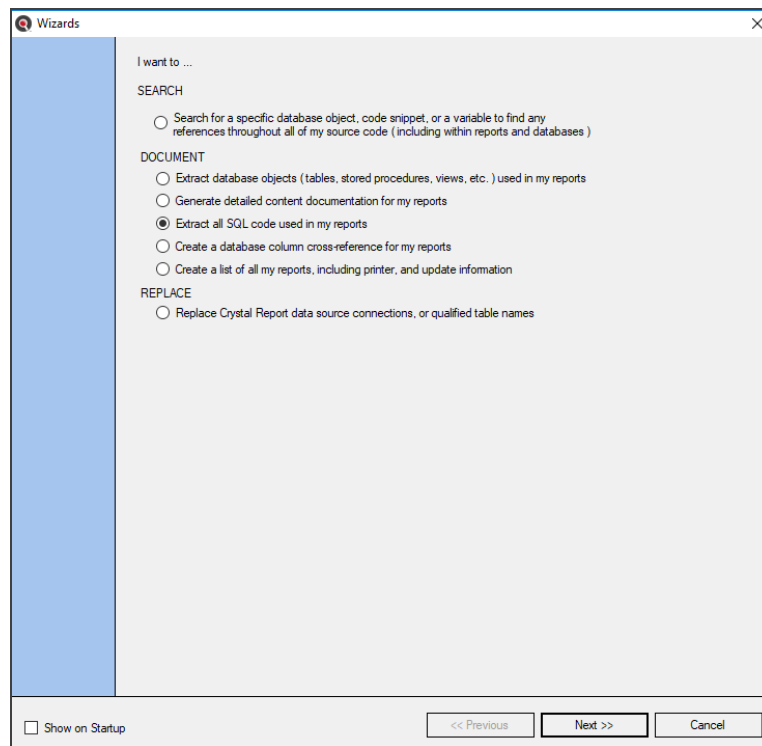 Wizards
I want to ...
SEARCH
Search for a specific database object, code snippet, or a variable to find any
references throughout all of my source code ( including within reports and databases )
DOCUMENT
Extract database objects ( tables, stored procedures, views, etc. ) used in my reports
Generate detailed content documentation for my reports
Extract all SQL code used in my reports
Create a database column cross-reference for my reports
Create a list of all my reports, including printer, and update information
REPLACE
Replace Crystal Report data source connections, or qualified table names
Show on Startup
<< Previous
Next >>
Cancel